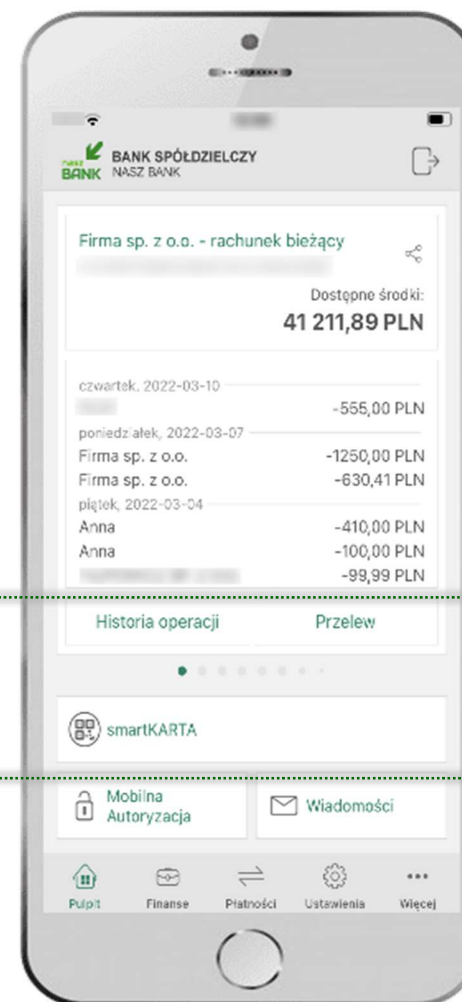 nasz
BANK
BANK SPÓŁDZIELCZY
NASZ BANK
Firma sp. z o.o. - rachunek bieżący
Dostępne środki:
41 211,89 PLN
czwartek, 2022-03-10
-555,00 PLN
poniedziałek, 2022-03-07
Firma sp. z o.o. -1250,00 PLN
Firma sp. z o.o. -630,41 PLN
piątek, 2022-03-04
Anna -410,00 PLN
Anna -100,00 PLN
-99,99 PLN
Historia operacji Przelew
smartKARTA
Mobilna
Autoryzacja
Wiadomości
Pulpit Finanse Płatności Ustawienia Więcej